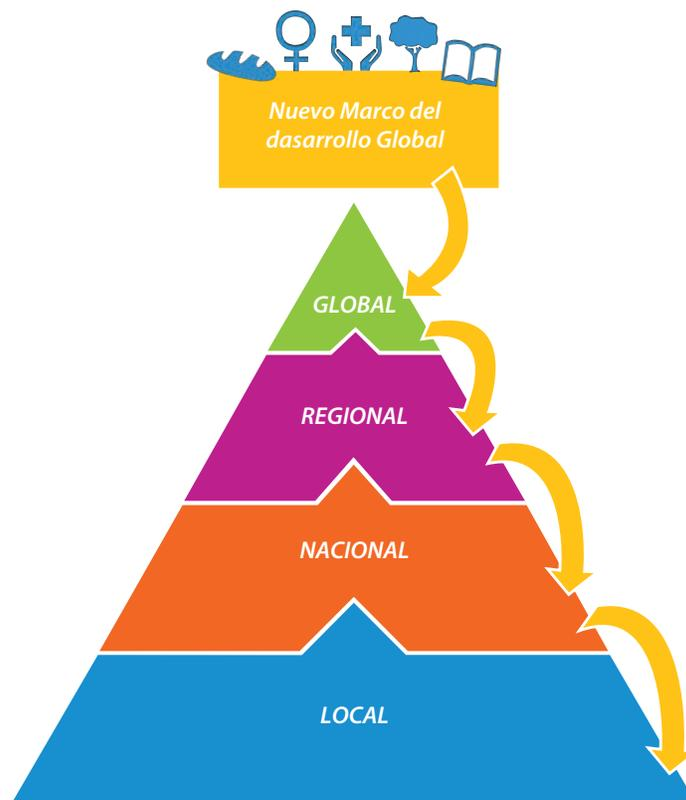 Nuevo Marco del
dasarrollo Global
GLOBAL
REGIONAL
NACIONAL
LOCAL